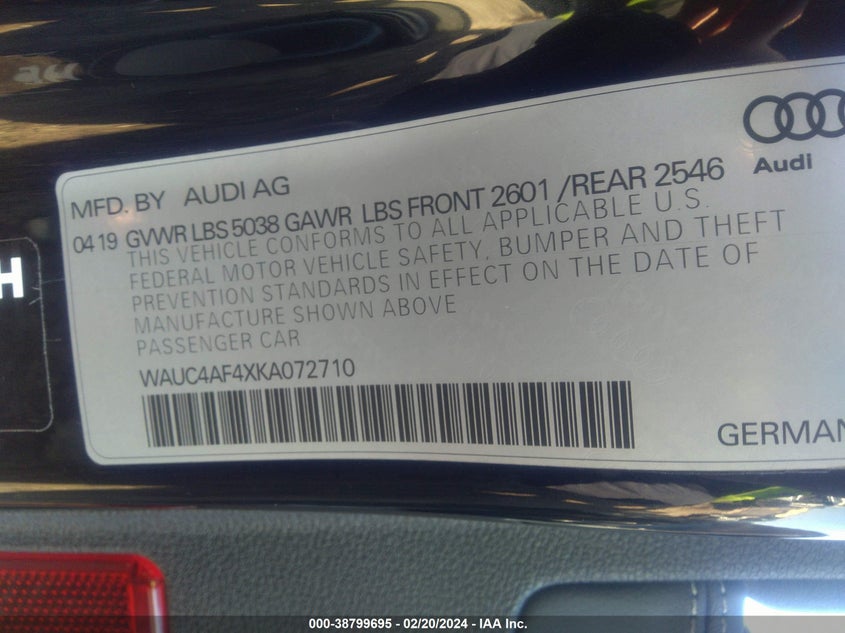 Audi
MFD. BY AUDI AG
04 19 GVWR LBS 5038 GAWR LBS FRONT 2601 /REAR 2546
THIS VEHICLE CONFORMS TO ALL APPLICABLE U.S.
FEDERAL MOTOR VEHICLE SAFETY, BUMPER AND THEFT
PREVENTION STANDARDS IN EFFECT ON THE DATE OF
MANUFACTURE SHOWN ABOVE
PASSENGER CAR
WAUC4AF4XKA072710
GERMAN
H
000-38799695 - 02/20/2024 - IAA Inc.